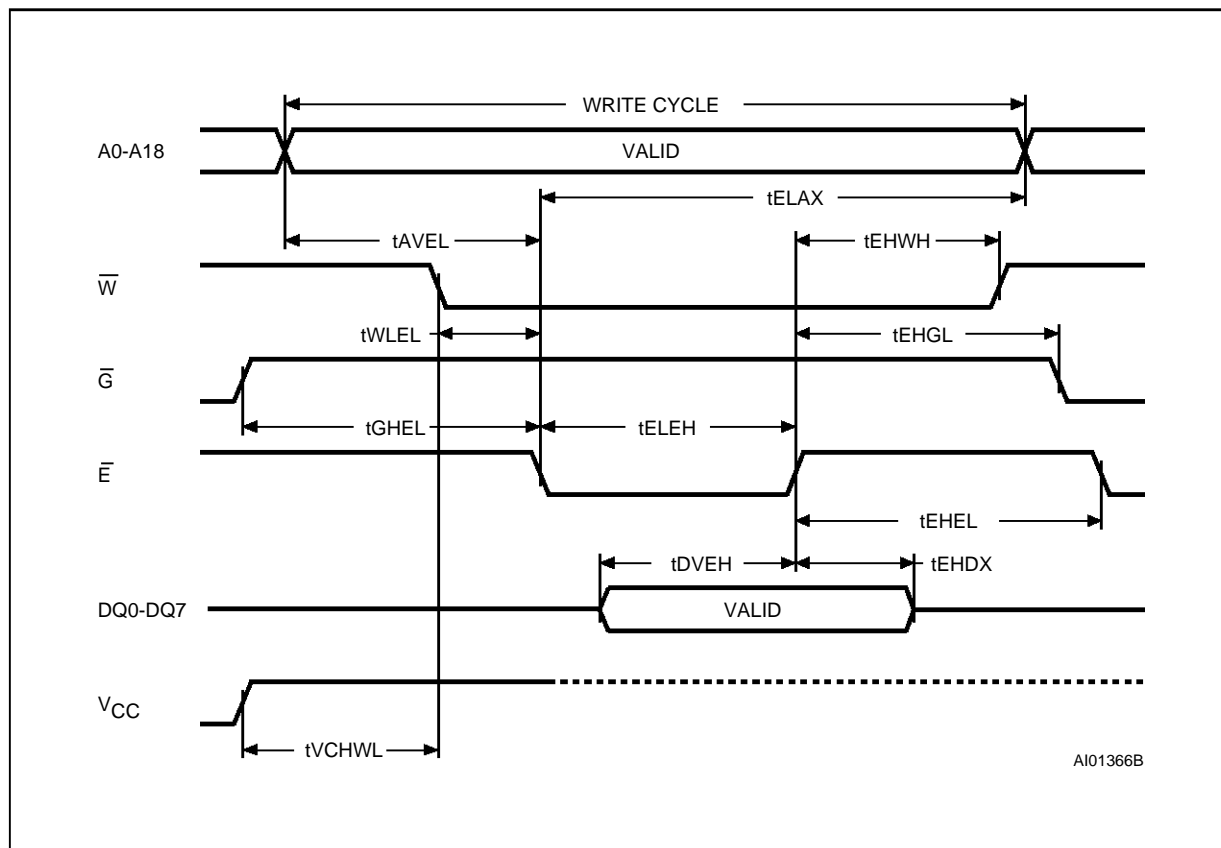 WRITE CYCLE
A0-A18
VALID
tELAX
tAVEL
tEHWH
W̅
tWLEL
tEHGL
G̅
tGHEL
tELEH
E̅
tEHEL
tDVEH
tEHDX
DQ0-DQ7
VALID
VCC
tVCHWL
AI01366B